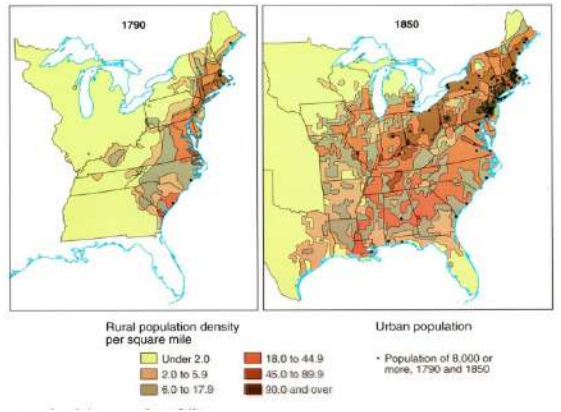 1790
1850
Rural population density
per square mile
Under 2.0
2.0 to 5.9
6.0 to 17.9
18.0 to 44.9
45.0 to 89.9
90.0 and over
Urban population
• Population of 8,000 or
more, 1790 and 1850